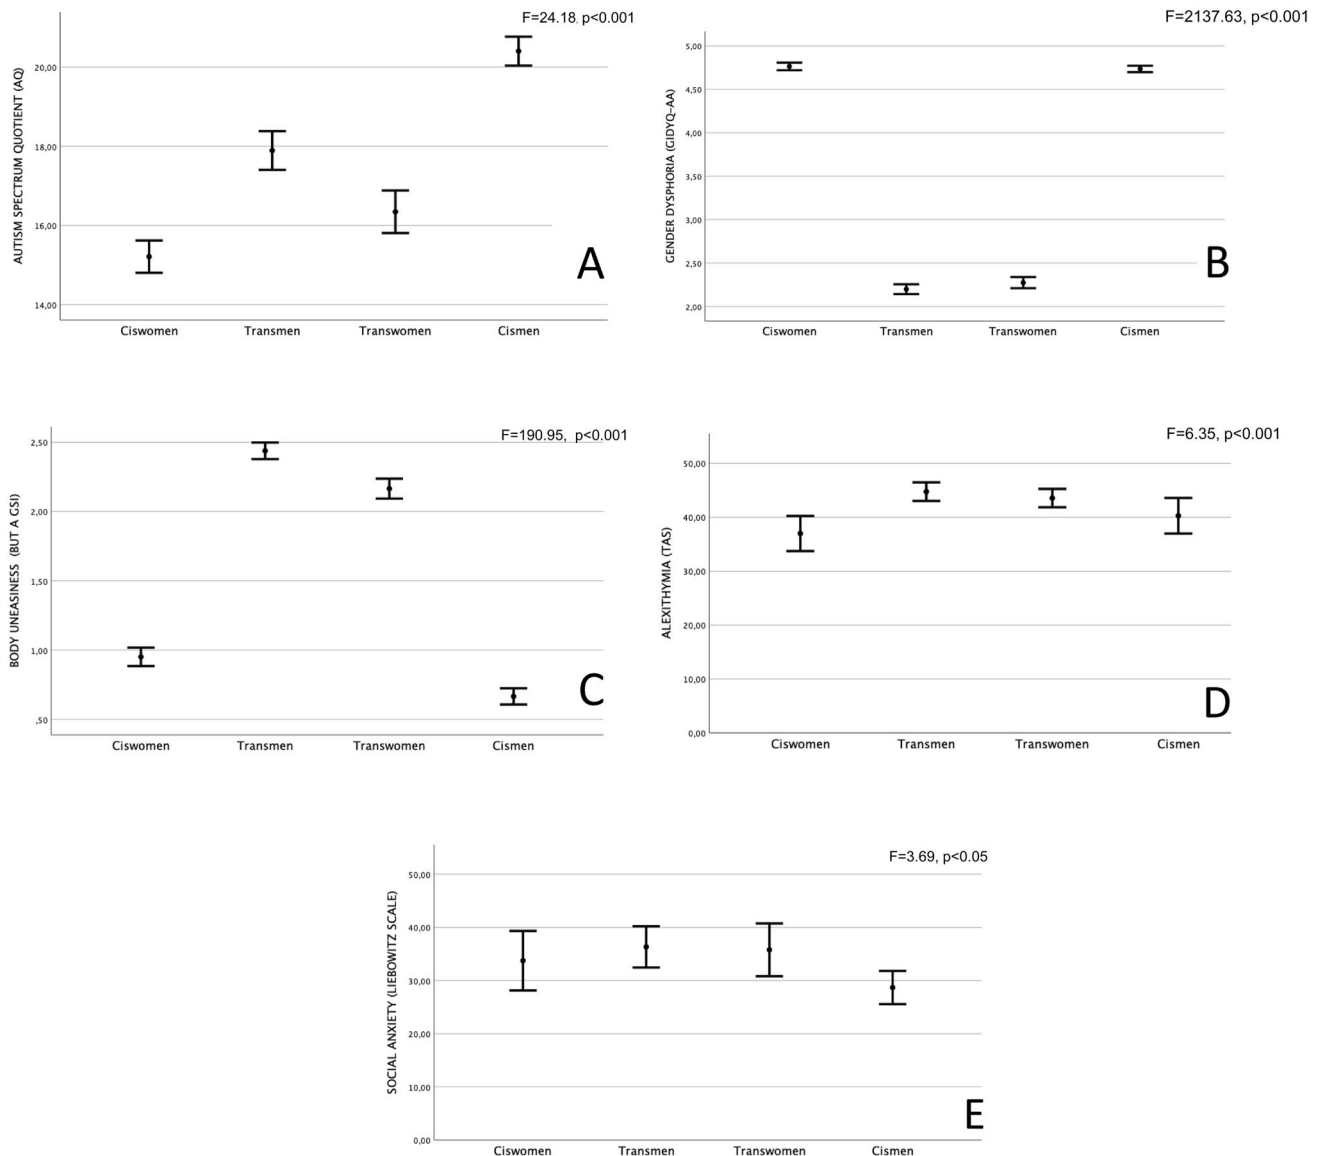 F=24.18, p<0.001
AUTISM SPECTRUM QUOTIENT (AQ)
20,00
18,00
16,00
14,00
A
Ciswomen Transmen Transwomen Cismen
F=2137.63, p<0.001
GENDER DYSPHORIA (GIDYQ-AA)
5,00
4,50
4,00
3,50
3,00
2,50
2,00
B
Ciswomen Transmen Transwomen Cismen
F=190.95, p<0.001
BODY UNEASINESS (BUT A GSI)
2,50
2,00
1,50
1,00
,50
C
Ciswomen Transmen Transwomen Cismen
F=6.35, p<0.001
ALEXITHYMIA (TAS)
50,00
40,00
30,00
20,00
10,00
0,00
D
Ciswomen Transmen Transwomen Cismen
F=3.69, p<0.05
SOCIAL ANXIETY (LIEBOWITZ SCALE)
50,00
40,00
30,00
20,00
10,00
0,00
E
Ciswomen Transmen Transwomen Cismen